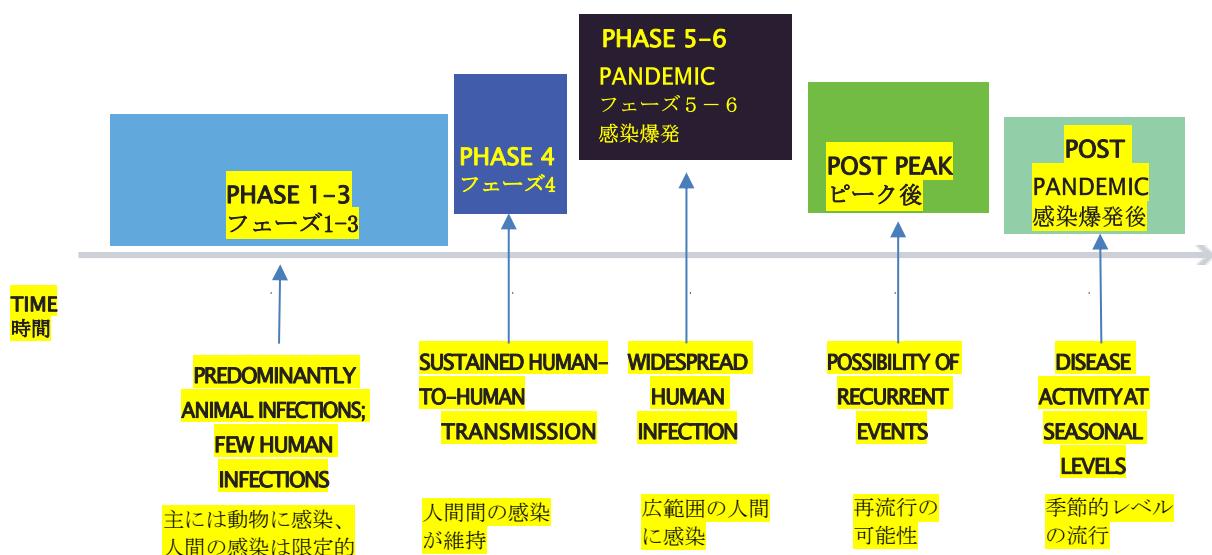 PHASE 1-3
フェーズ1-3
PHASE 4
フェーズ4
PHASE 5-6
PANDEMIC
フェーズ５－６
感染爆発
POST PEAK
ピーク後
POST
PANDEMIC
感染爆発後
TIME
時間
PREDOMINANTLY
ANIMAL INFECTIONS;
FEW HUMAN
INFECTIONS
主には動物に感染、
人間の感染は限定的
SUSTAINED HUMAN-
TO-HUMAN
TRANSMISSION
人間間の感染
が維持
WIDESPREAD
HUMAN
INFECTION
広範囲の人間
に感染
POSSIBILITY OF
RECURRENT
EVENTS
再流行の
可能性
DISEASE
ACTIVITY AT
SEASONAL
LEVELS
季節的レベル
の流行